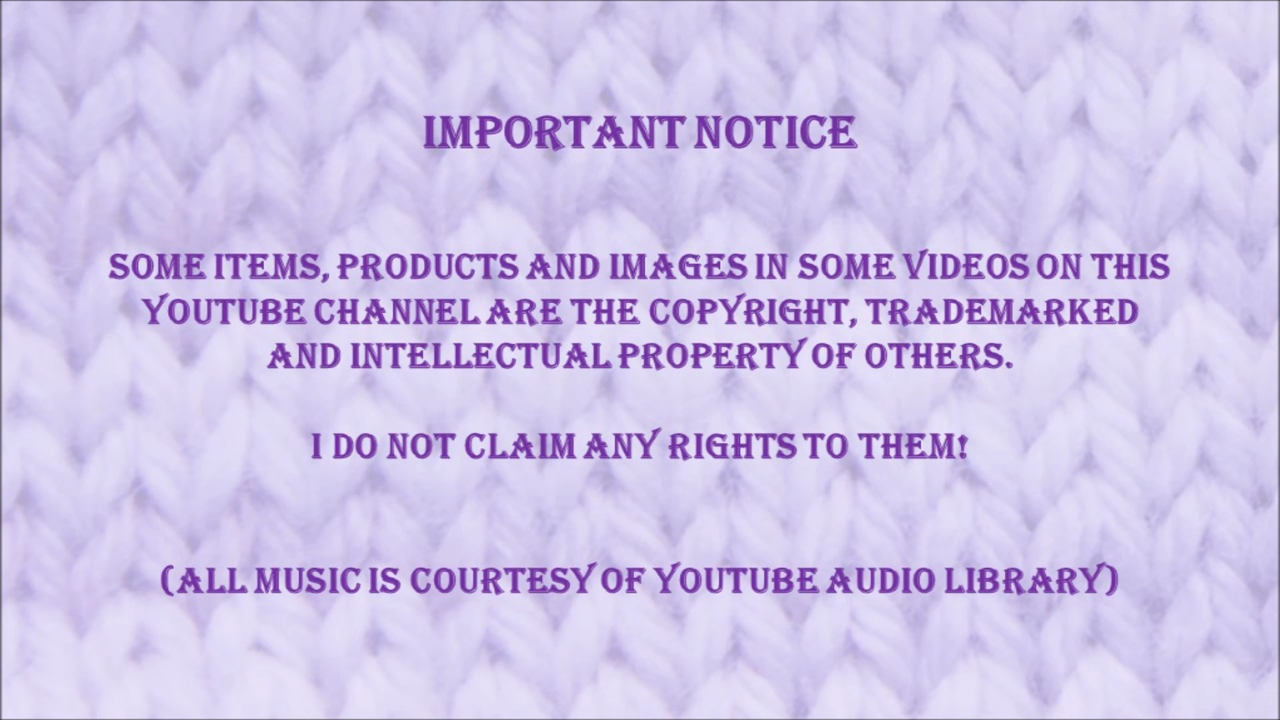 IMPORTANT NOTICE
SOME ITEMS, PRODUCTS AND IMAGES IN SOME VIDEOS ON THIS
YOUTUBE CHANNEL ARE THE COPYRIGHT, TRADEMARKED
AND INTELLECTUAL PROPERTY OF OTHERS.
I DO NOT CLAIM ANY RIGHTS TO THEM!
(ALL MUSIC IS COURTESY OF YOUTUBE AUDIO LIBRARY)